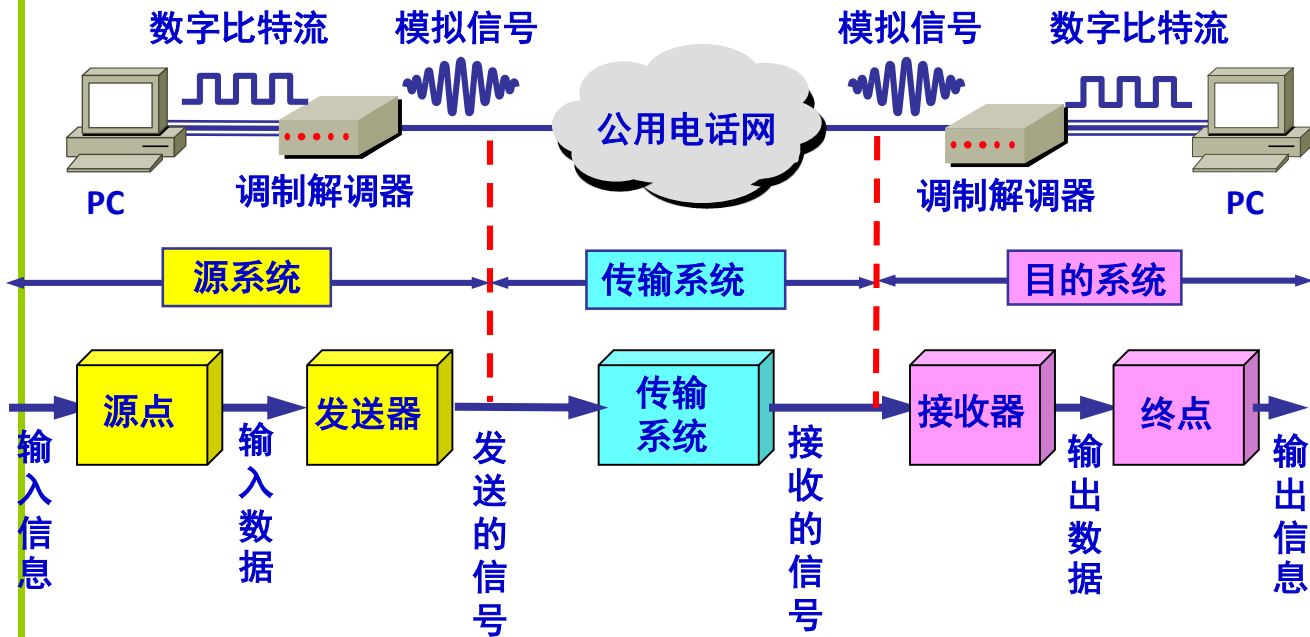 数字比特流
模拟信号
模拟信号
数字比特流
公用电话网
PC
调制解调器
调制解调器
PC
源系统
传输系统
目的系统
源点
发送器
传输
系统
接收器
终点
输入信息
输入数据
发送的信号
接收的信号
输出数据
输出信息